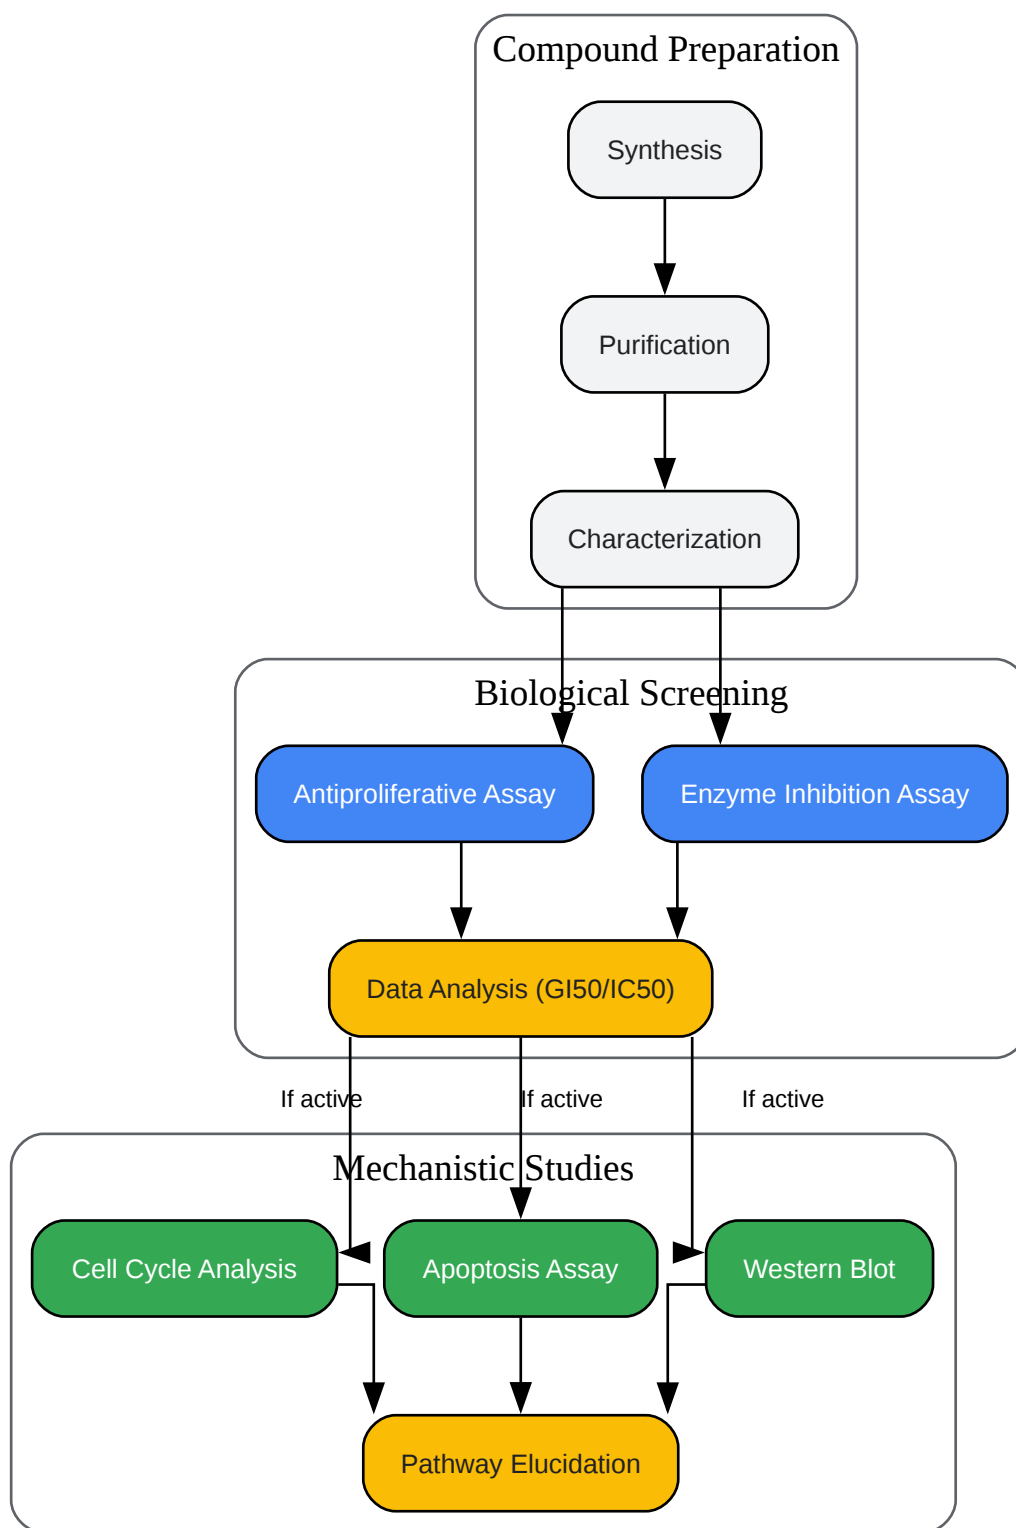 Compound Preparation
Synthesis
Purification
Characterization
Biological Screening
Antiproliferative Assay
Enzyme Inhibition Assay
Data Analysis (GI50/IC50)
If active
If active
If active
Mechanistic Studies
Cell Cycle Analysis
Apoptosis Assay
Western Blot
Pathway Elucidation